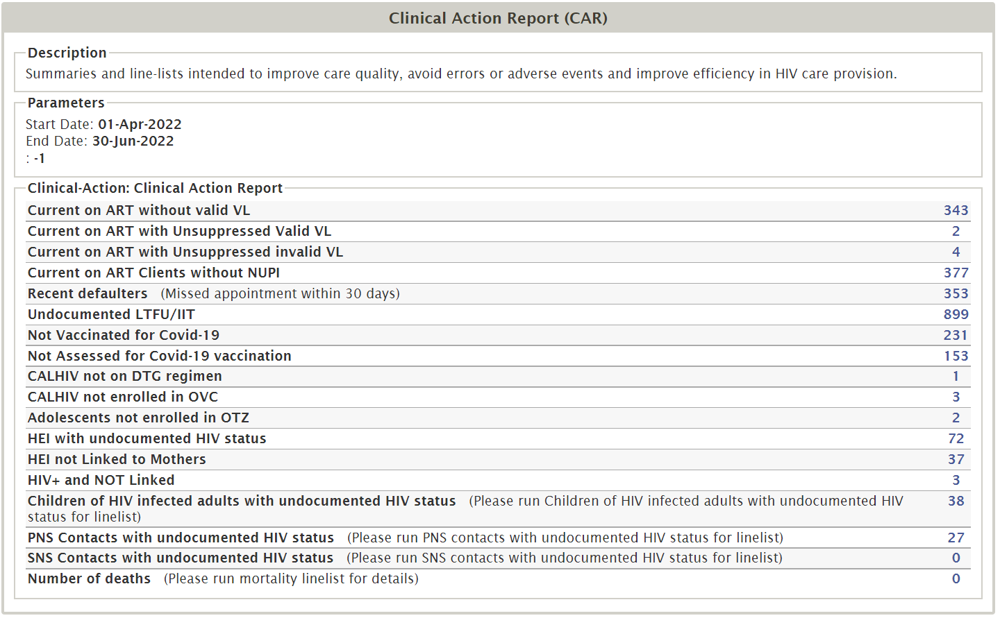 Clinical Action Report (CAR)
Description
Summaries and line-lists intended to improve care quality, avoid errors or adverse events and improve efficiency in HIV care provision.
Parameters
Start Date: 01-Apr-2022
End Date: 30-Jun-2022
: -1
Clinical-Action: Clinical Action Report
Current on ART without valid VL 343
Current on ART with Unsuppressed Valid VL 2
Current on ART with Unsuppressed invalid VL 4
Current on ART Clients without NUPI 377
Recent defaulters (Missed appointment within 30 days) 353
Undocumented LTFU/IIT 899
Not Vaccinated for Covid-19 231
Not Assessed for Covid-19 vaccination 153
CALHIV not on DTG regimen 1
CALHIV not enrolled in OVC 3
Adolescents not enrolled in OTZ 2
HEI with undocumented HIV status 72
HEI not Linked to Mothers 37
HIV+ and NOT Linked 3
Children of HIV infected adults with undocumented HIV status (Please run Children of HIV infected adults with undocumented HIV 38
status for linelist)
PNS Contacts with undocumented HIV status (Please run PNS contacts with undocumented HIV status for linelist) 27
SNS Contacts with undocumented HIV status (Please run SNS contacts with undocumented HIV status for linelist) 0
Number of deaths (Please run mortality linelist for details) 0